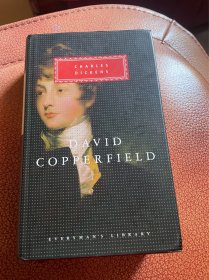 CHARLES
DICKENS
DAVID
COPPERFIELD
EVERYMAN'S LIBRARY